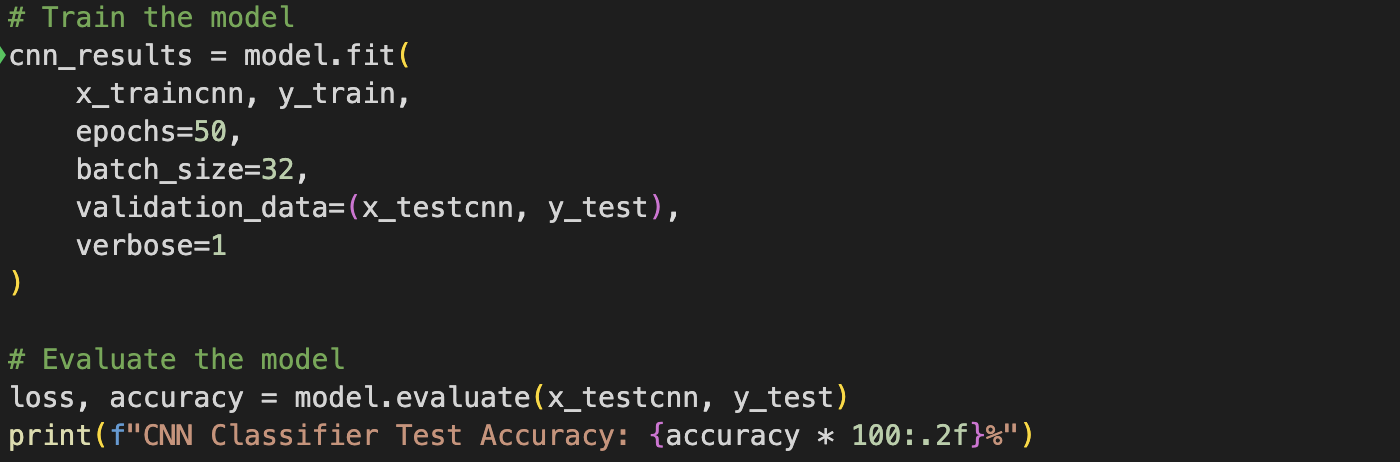 # Train the model
cnn_results = model.fit(
    x_traincnn, y_train,
    epochs=50,
    batch_size=32,
    validation_data=(x_testcnn, y_test),
    verbose=1
)
# Evaluate the model
loss, accuracy = model.evaluate(x_testcnn, y_test)
print(f"CNN Classifier Test Accuracy: {accuracy * 100:.2f}%")